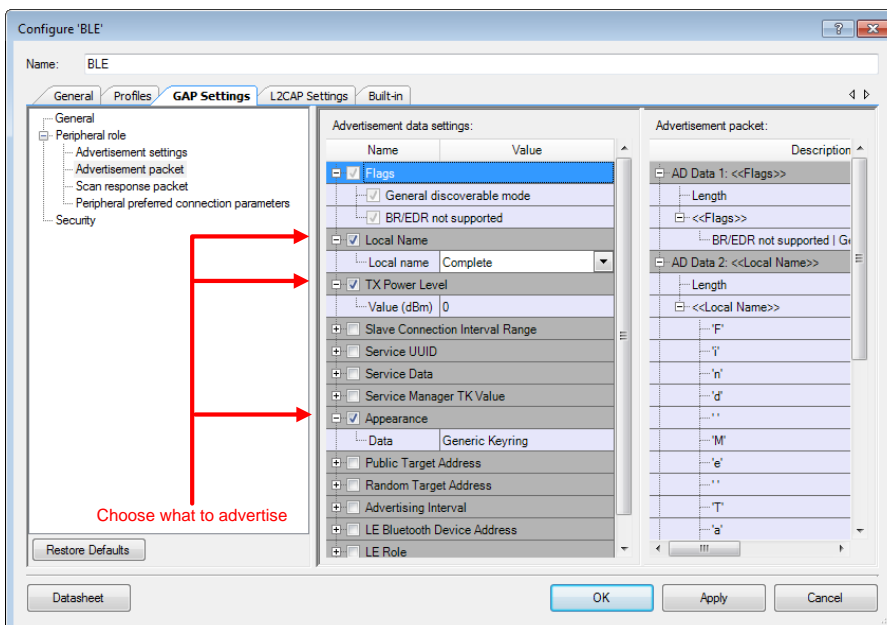 Configure 'BLE'
Name: BLE
General Profiles GAP Settings L2CAP Settings Built-in
General
Peripheral role
Advertisement settings
Advertisement packet
Scan response packet
Peripheral preferred connection parameters
Security
Choose what to advertise
Restore Defaults
Advertisement data settings:
Name Value
Flags
General discoverable mode
BR/EDR not supported
Local Name
Local name Complete
TX Power Level
Value (dBm) 0
Slave Connection Interval Range
Service UUID
Service Data
Service Manager TK Value
Appearance
Data Generic Keyring
Public Target Address
Random Target Address
Advertising Interval
LE Bluetooth Device Address
LE Role
Advertisement packet:
Description
AD Data 1: <<Flags>>
Length
<<Flags>>
BR/EDR not supported | Ge
AD Data 2: <<Local Name>>
Length
<<Local Name>>
'F'
'i'
'n'
'd'
' '
'M'
'e'
' '
'T'
'a'
Datasheet
OK Apply Cancel